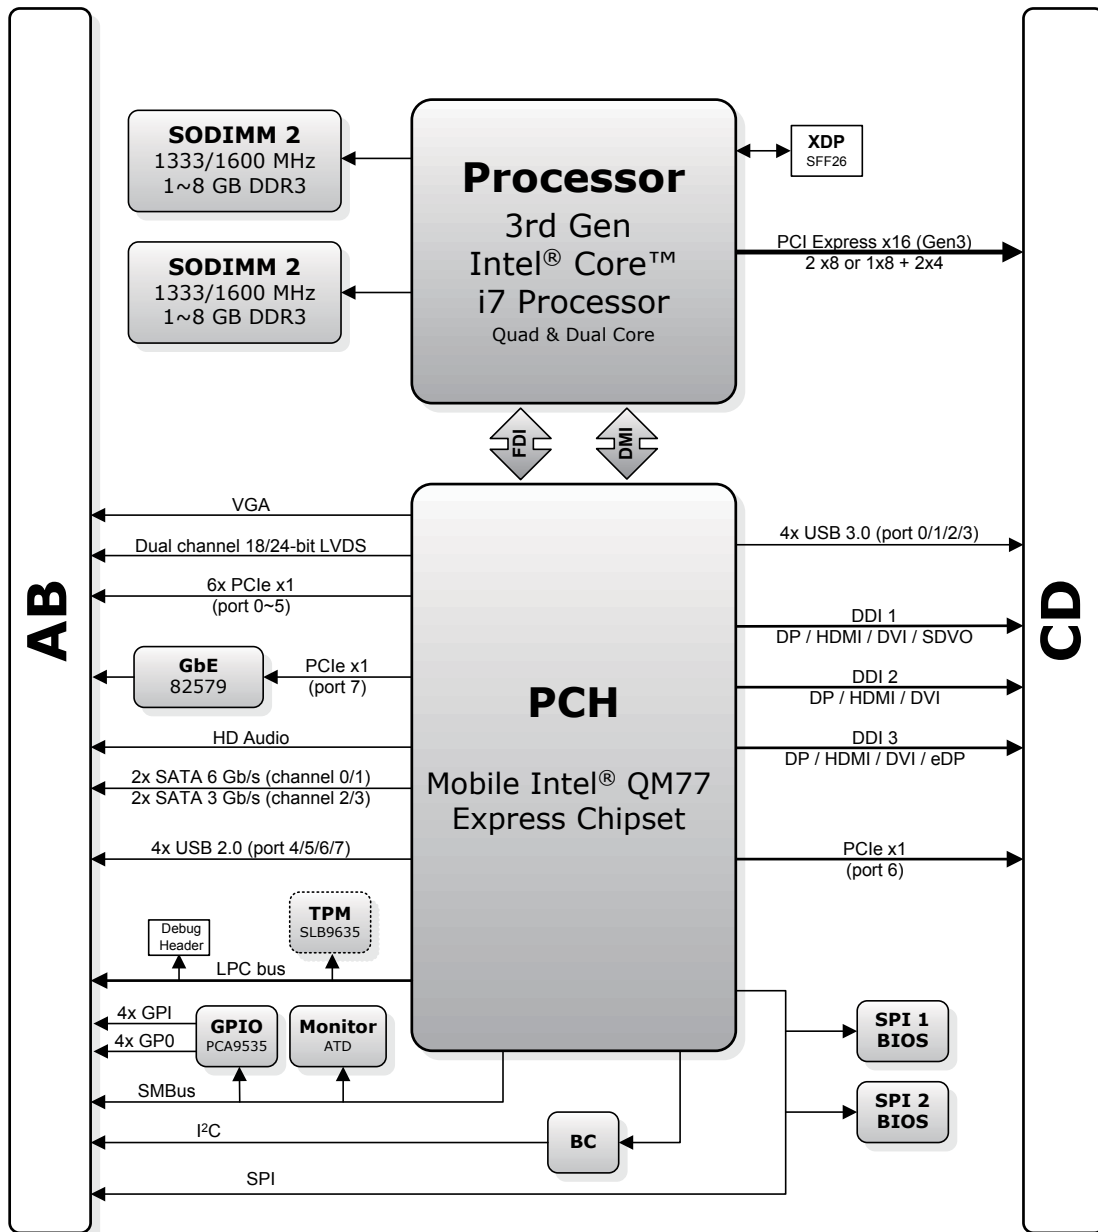 AB
CD
SODIMM 2
1333/1600 MHz
1~8 GB DDR3
SODIMM 2
1333/1600 MHz
1~8 GB DDR3
Processor
3rd Gen
Intel® Core™
i7 Processor
Quad & Dual Core
XDP
SFF26
PCI Express x16 (Gen3)
2 x8 or 1x8 + 2x4
FDI
DMI
VGA
Dual channel 18/24-bit LVDS
6x PCIe x1
(port 0~5)
GbE
82579
PCIe x1
(port 7)
HD Audio
2x SATA 6 Gb/s (channel 0/1)
2x SATA 3 Gb/s (channel 2/3)
4x USB 2.0 (port 4/5/6/7)
PCH
Mobile Intel® QM77
Express Chipset
4x USB 3.0 (port 0/1/2/3)
DDI 1
DP / HDMI / DVI / SDVO
DDI 2
DP / HDMI / DVI
DDI 3
DP / HDMI / DVI / eDP
PCIe x1
(port 6)
Debug
Header
TPM
SLB9635
LPC bus
4x GPI
4x GP0
GPIO
PCA9535
Monitor
ATD
SMBus
I²C
BC
SPI
SPI 1
BIOS
SPI 2
BIOS